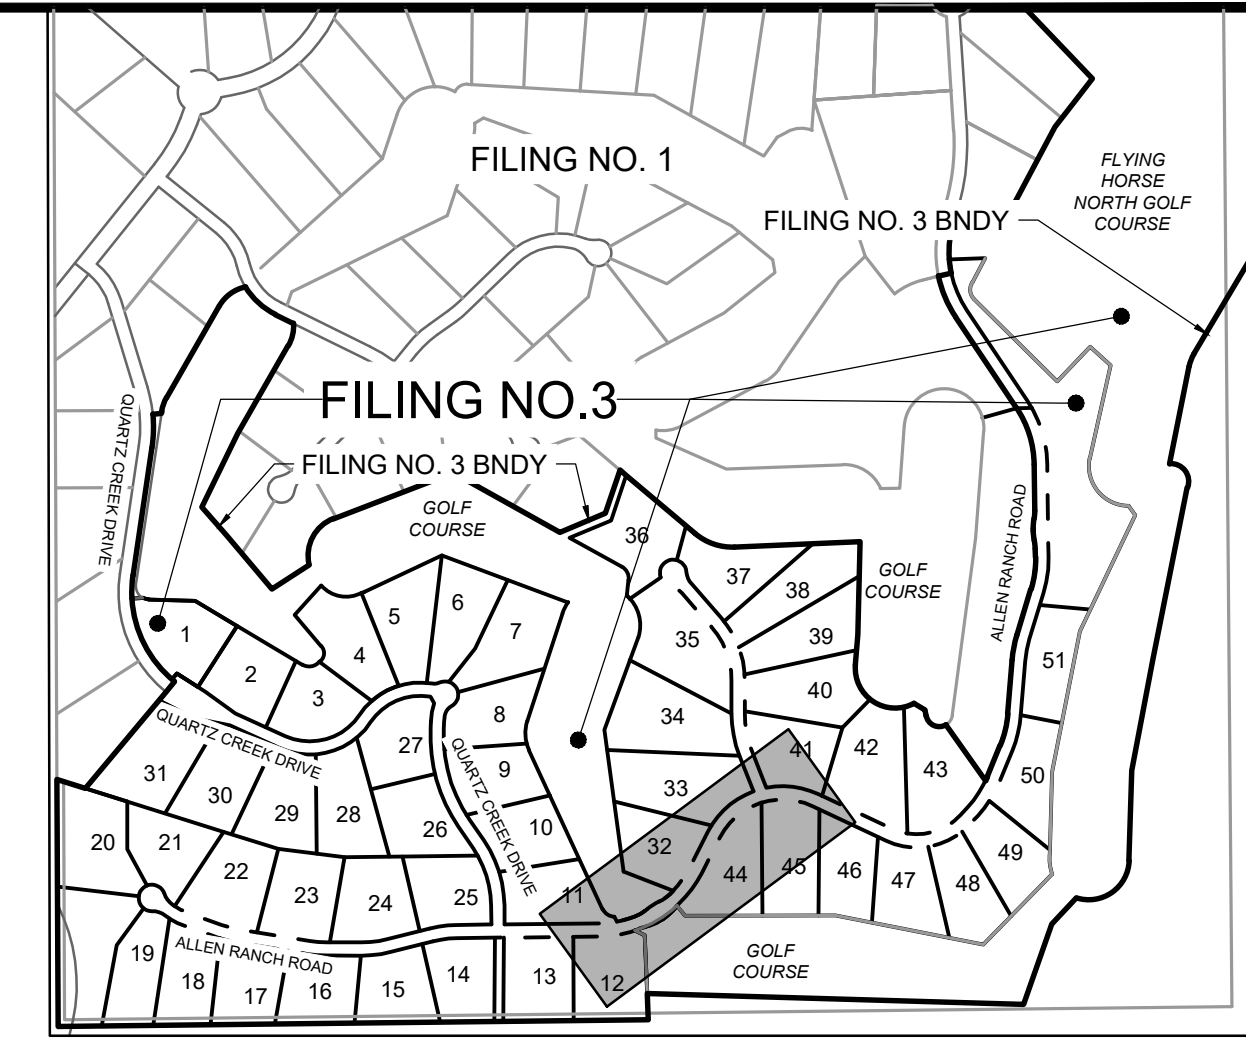 FILING NO. 1
FLYING
HORSE
NORTH GOLF
COURSE
FILING NO. 3 BNDY
FILING NO.3
FILING NO. 3 BNDY
QUARTZ CREEK DRIVE
GOLF
COURSE
GOLF
COURSE
ALLEN RANCH ROAD
36
37
38
39
40
35
34
33
32
41
42
43
51
50
49
48
47
46
45
44
1
2
3
4
5
6
7
8
9
10
11
QUARTZ CREEK DRIVE
QUARTZ CREEK DRIVE
31
30
29
28
27
26
25
24
23
22
21
20
ALLEN RANCH ROAD
19
18
17
16
15
14
13
12
GOLF
COURSE